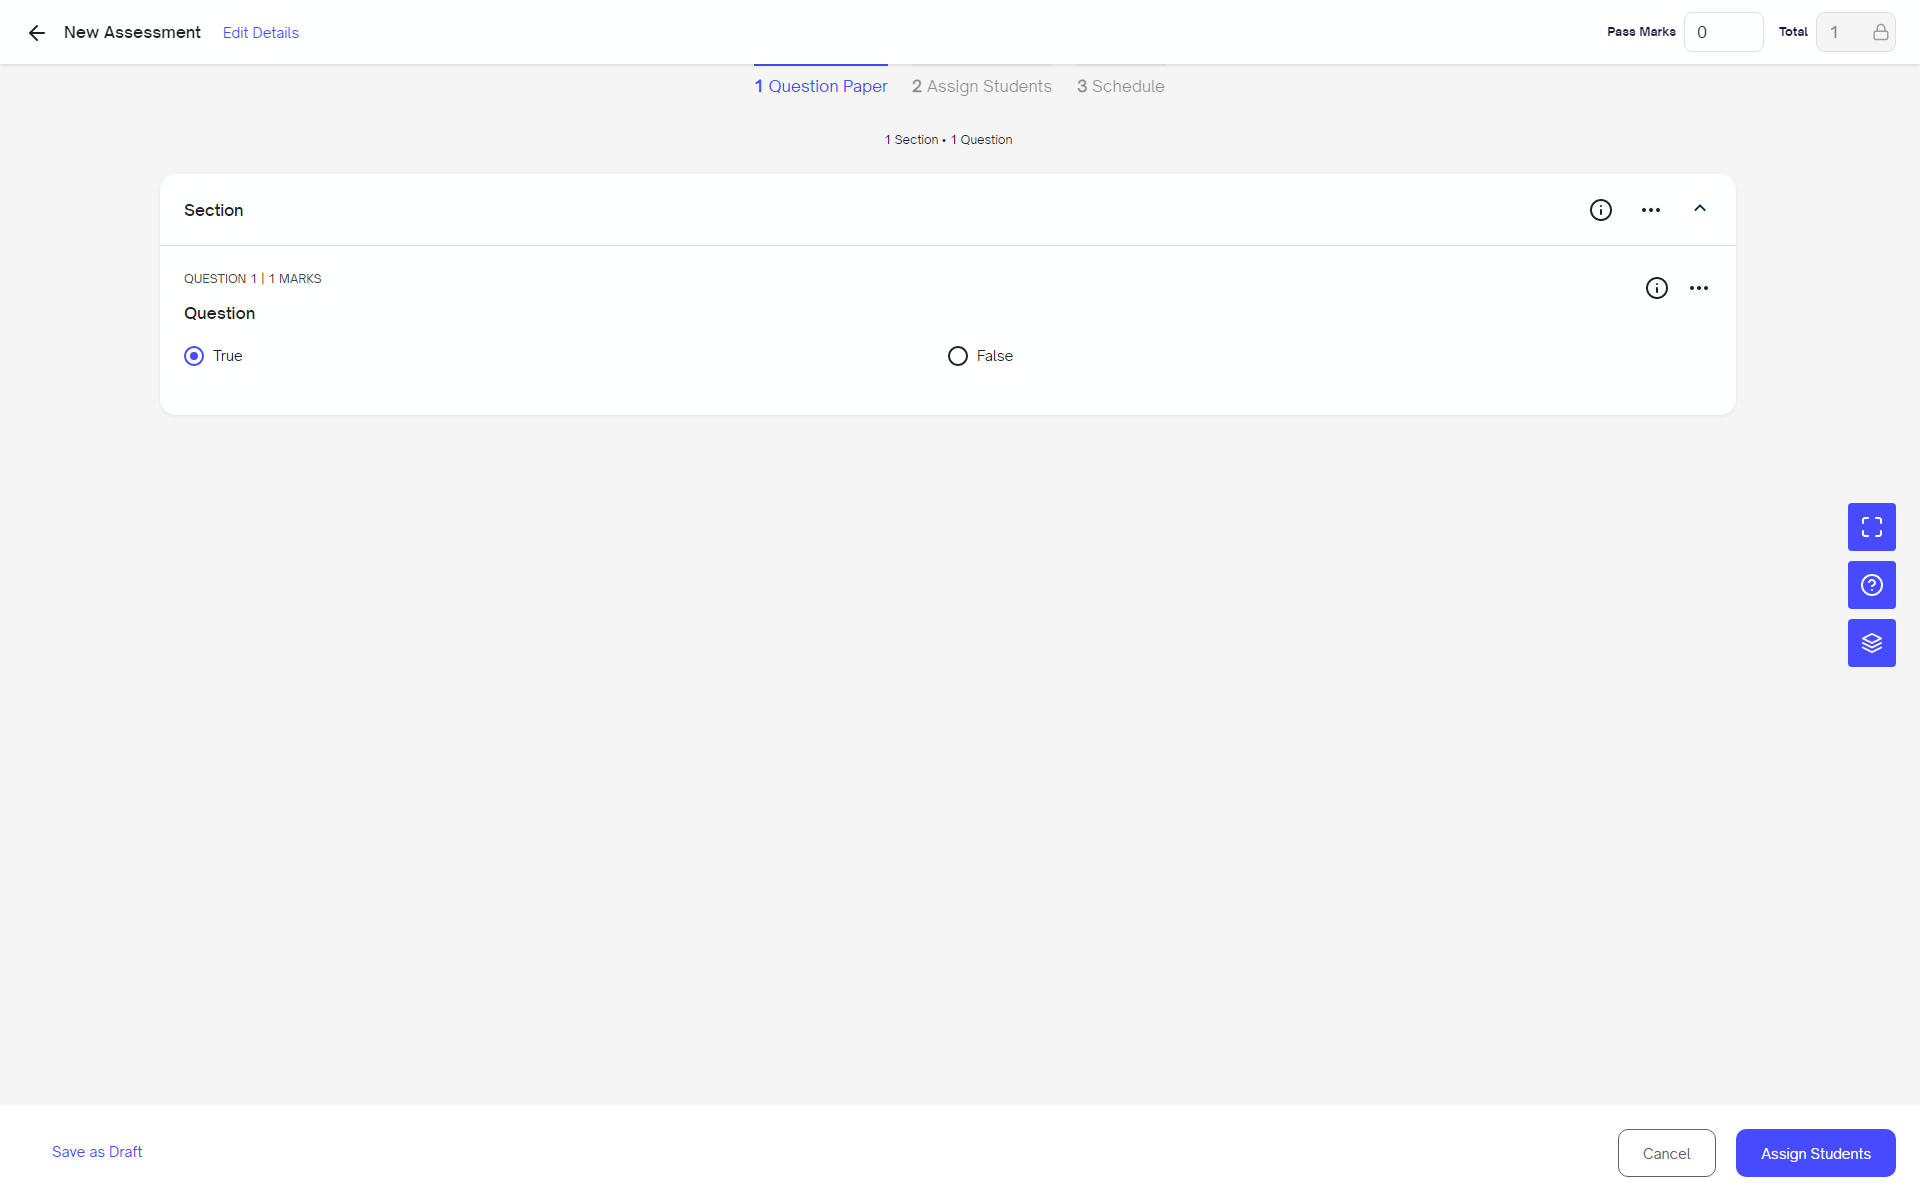 New Assessment
Edit Details
Pass Marks
0
Total
1
1 Question Paper
2 Assign Students
3 Schedule
1 Section • 1 Question
Section
QUESTION 1 | 1 MARKS
Question
True
False
Save as Draft
Cancel
Assign Students